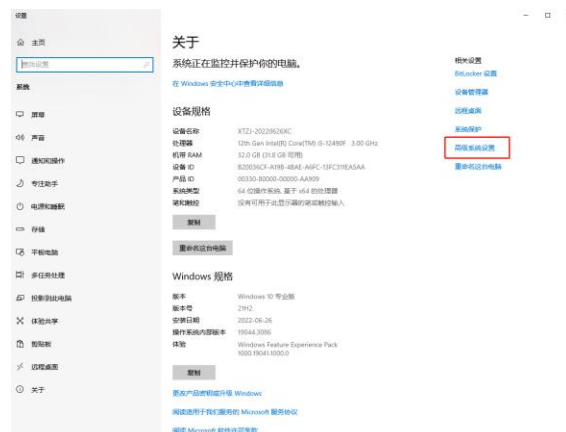 设置
主页
查找设置
系统
屏幕
声音
通知和操作
专注助手
电源和睡眠
存储
平板电脑
多任务处理
投影到此电脑
体验共享
剪贴板
远程桌面
关于
关于
系统正在监控并保护你的电脑。
在 Windows 安全中心中查看详细信息
设备规格
设备名称 XTZJ-20220626XC
处理器 12th Gen Intel(R) Core(TM) i5-12490F 3.00 GHz
机带 RAM 32.0 GB (31.8 GB 可用)
设备 ID
产品 ID 00330-80000-00000-AA909
系统类型 64 位操作系统, 基于 x64 的处理器
笔和触控 没有可用于此显示器的笔或触控输入
复制
重命名这台电脑
Windows 规格
版本 Windows 10 专业版
版本号 21H2
安装日期 2022-06-26
操作系统内部版本 19044.3086
体验 Windows Feature Experience Pack
1000.19041.1000.0
复制
更改产品密钥或升级 Windows
阅读适用于我们服务的 Microsoft 服务协议
阅读 Microsoft 软件许可条款
相关设置
BitLocker 设置
设备管理器
远程桌面
系统保护
高级系统设置
重命名这台电脑